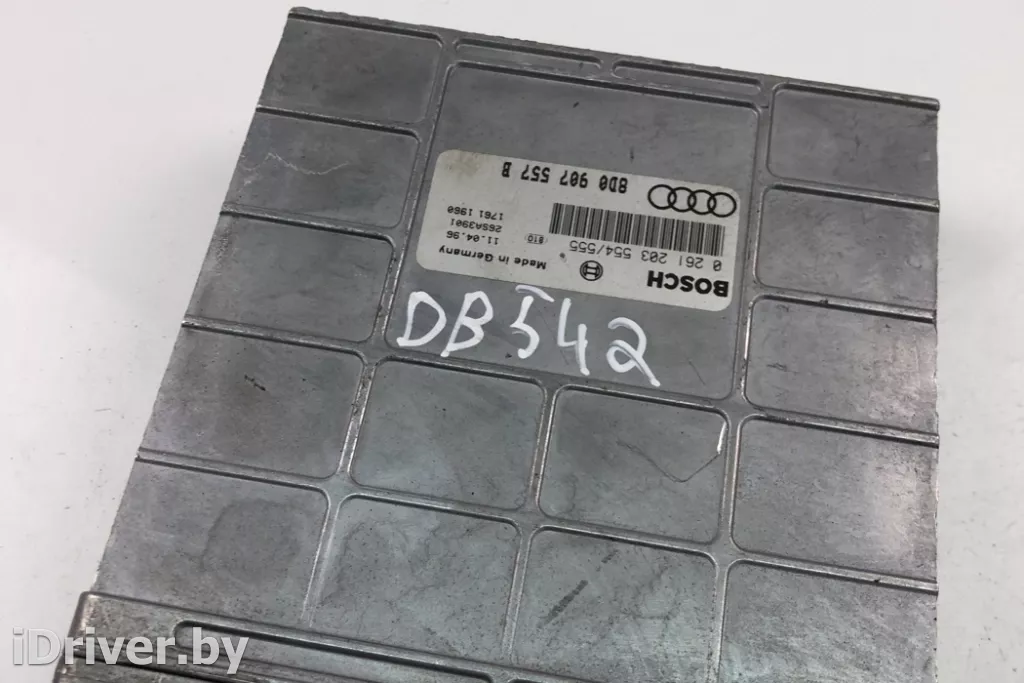 8D0 907 557 B
0 261 203 554/555
26SA3901
1761 1960
BOSCH
Made in Germany
11.04.96
810
DB542
iDriver.by